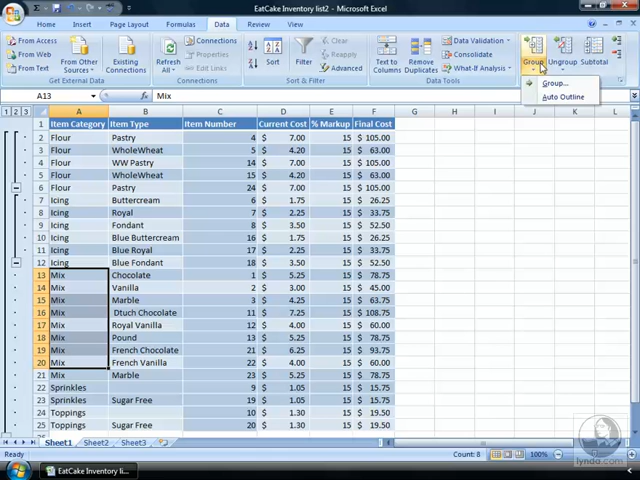 EatCake Inventory list2 - Microsoft Excel
Home Insert Page Layout Formulas Data Review View
From Access From Web From Text From Other Sources Existing Connections
Refresh All Connections Properties Edit Links
Sort Filter Clear Reapply Advanced
Text to Columns Remove Duplicates Data Validation Consolidate What-If Analysis
Group Ungroup Subtotal
Get External Data Connections Sort & Filter Data Tools
Group...
Auto Outline
A13 fx Mix
1 2 3 A B C D E F G H I J K L
1 Item Category Item Type Item Number Current Cost % Markup Final Cost
2 Flour Pastry 4 $ 7.00 15 $ 105.00
3 Flour WholeWheat 5 $ 4.20 15 $ 63.00
4 Flour WW Pastry 14 $ 7.00 15 $ 105.00
5 Flour WholeWheat 15 $ 4.20 15 $ 63.00
6 Flour Pastry 24 $ 7.00 15 $ 105.00
7 Icing Buttercream 6 $ 1.75 15 $ 26.25
8 Icing Royal 7 $ 2.25 15 $ 33.75
9 Icing Fondant 8 $ 3.50 15 $ 52.50
10 Icing Blue Buttercream 16 $ 1.75 15 $ 26.25
11 Icing Blue Royal 17 $ 2.25 15 $ 33.75
12 Icing Blue Fondant 18 $ 3.50 15 $ 52.50
13 Mix Chocolate 1 $ 5.25 15 $ 78.75
14 Mix Vanilla 2 $ 3.00 15 $ 45.00
15 Mix Marble 3 $ 4.25 15 $ 63.75
16 Mix Dtuch Chocolate 11 $ 7.25 15 $ 108.75
17 Mix Royal Vanilla 12 $ 4.00 15 $ 60.00
18 Mix Pound 13 $ 5.25 15 $ 78.75
19 Mix French Chocolate 21 $ 6.25 15 $ 93.75
20 Mix French Vanilla 22 $ 4.00 15 $ 60.00
21 Mix Marble 23 $ 5.25 15 $ 78.75
22 Sprinkles 9 $ 1.05 15 $ 15.75
23 Sprinkles Sugar Free 19 $ 1.05 15 $ 15.75
24 Toppings 10 $ 1.30 15 $ 19.50
25 Toppings Sugar Free 20 $ 1.30 15 $ 19.50
Sheet1 Sheet2 Sheet3
Ready Count: 8 100%
EatCake Inventory li...
lynda.com